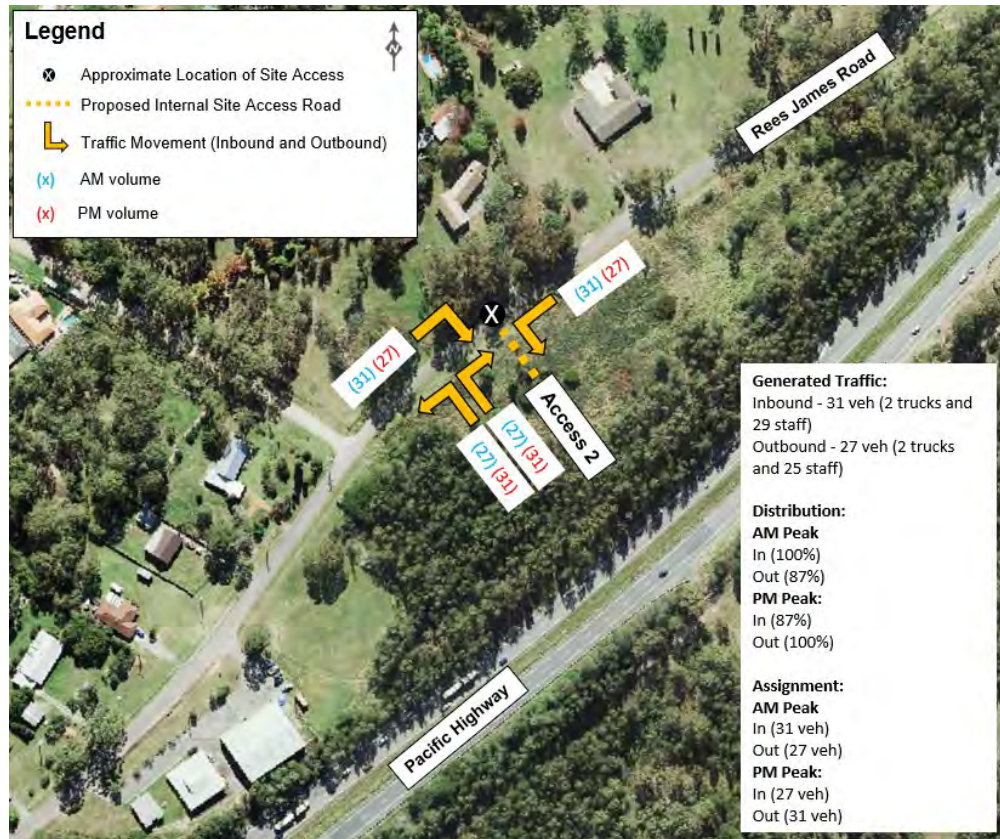 Legend
N
X Approximate Location of Site Access
Proposed Internal Site Access Road
Traffic Movement (Inbound and Outbound)
(x) AM volume
(x) PM volume
Rees James Road
(31) (27)
X
(31) (27)
Access 2
(27) (31)
(27) (31)
Pacific Highway
Generated Traffic:
Inbound - 31 veh (2 trucks and
29 staff)
Outbound - 27 veh (2 trucks
and 25 staff)
Distribution:
AM Peak
In (100%)
Out (87%)
PM Peak:
In (87%)
Out (100%)
Assignment:
AM Peak
In (31 veh)
Out (27 veh)
PM Peak:
In (27 veh)
Out (31 veh)